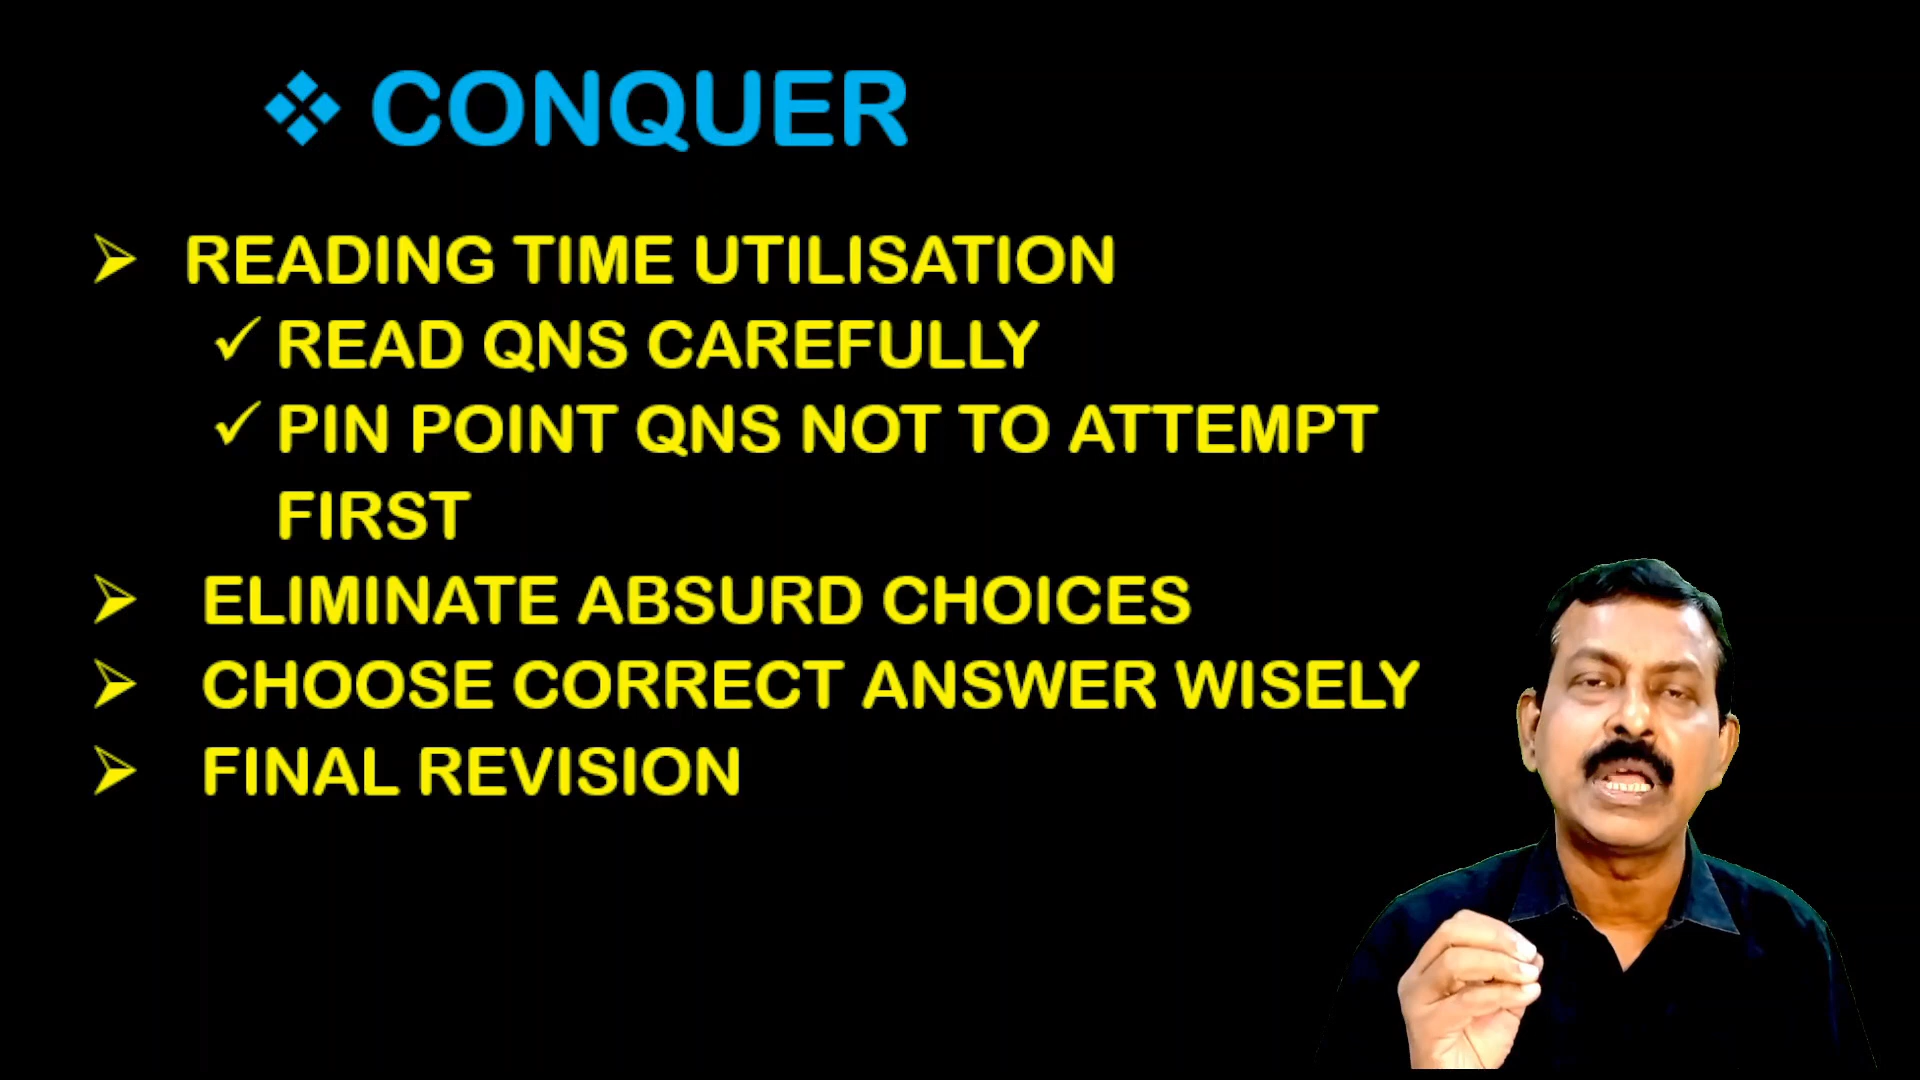 ❖ CONQUER
➢ READING TIME UTILISATION
✓ READ QNS CAREFULLY
✓ PIN POINT QNS NOT TO ATTEMPT
FIRST
➢ ELIMINATE ABSURD CHOICES
➢ CHOOSE CORRECT ANSWER WISELY
➢ FINAL REVISION